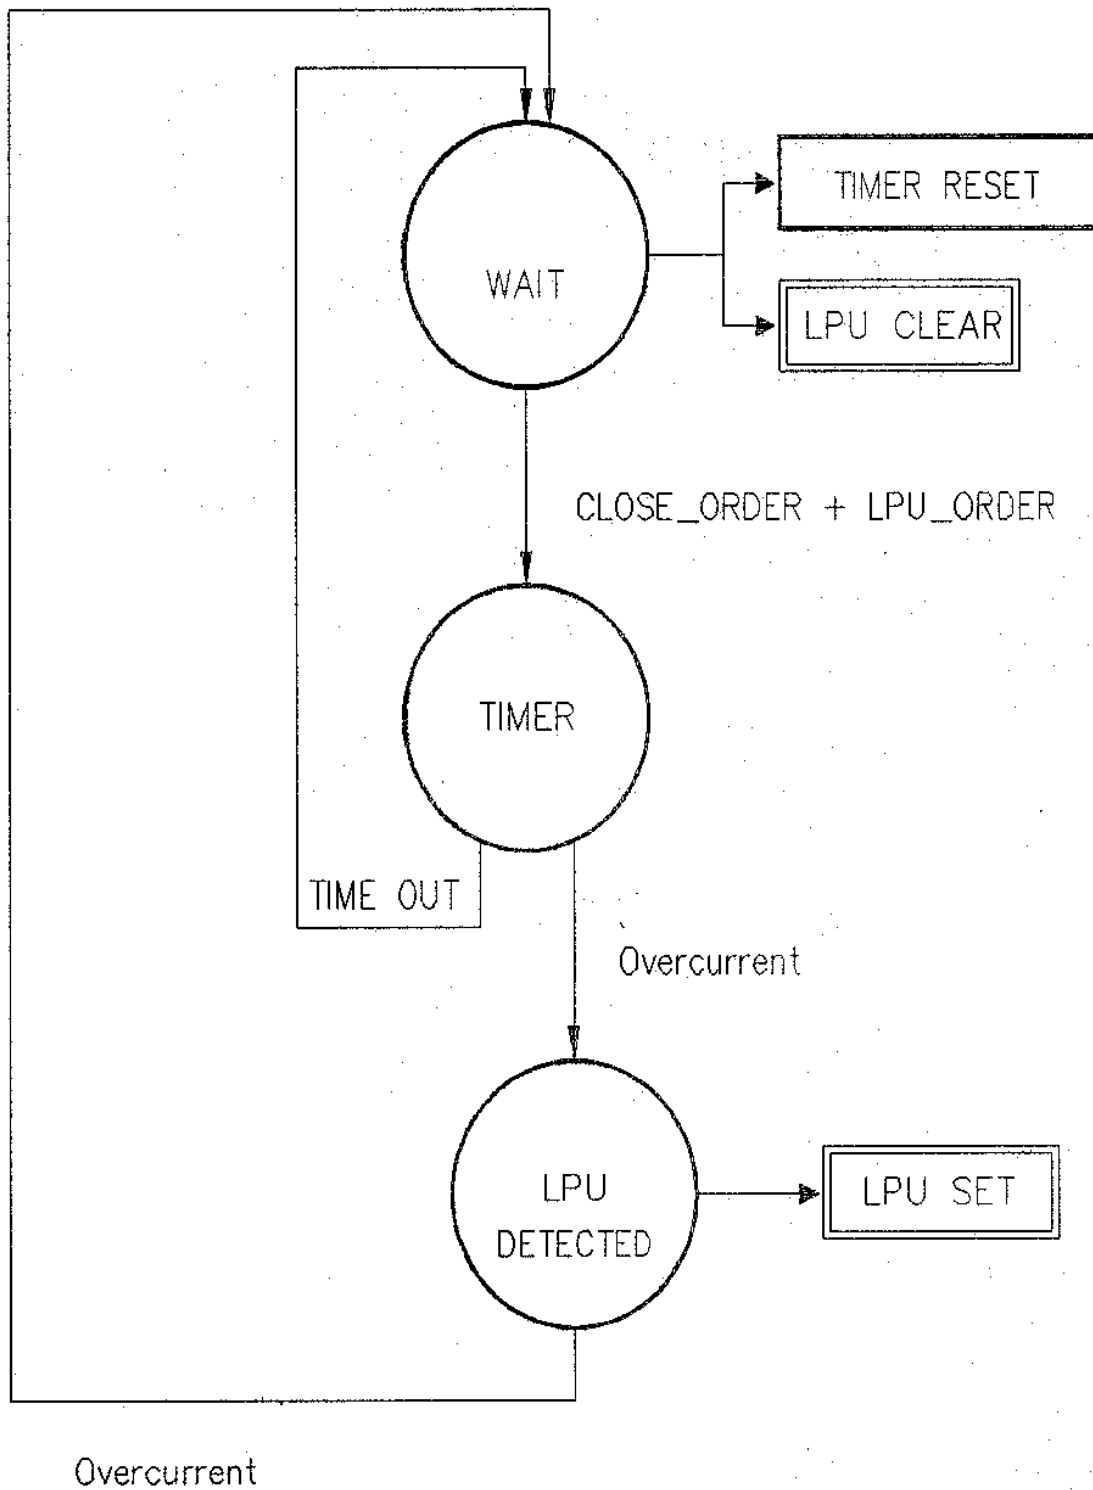 TIMER RESET
WAIT
LPU CLEAR
CLOSE_ORDER + LPU_ORDER
TIMER
TIME OUT
Overcurrent
LPU
DETECTED
LPU SET
Overcurrent